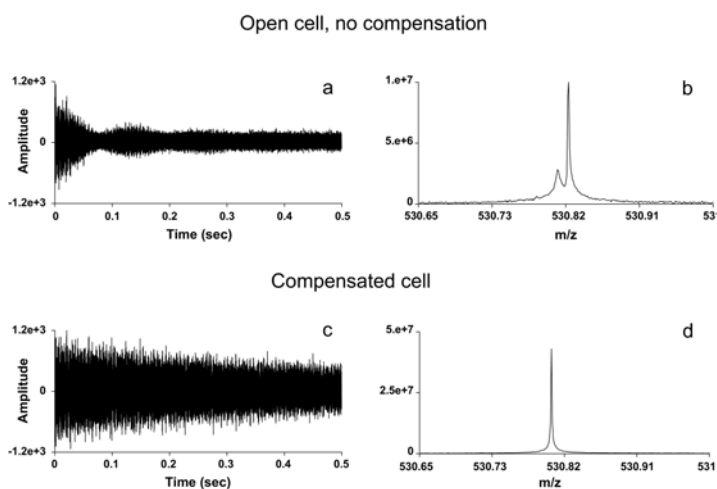 Open cell, no compensation
a
1.2e+3
0
-1.2e+3
Amplitude
0 0.1 0.2 0.3 0.4 0.5
Time (sec)
b
1.e+7
5.e+6
0
530.65 530.73 530.82 530.91 531
m/z
Compensated cell
c
1.2e+3
0
-1.2e+3
Amplitude
0 0.1 0.2 0.3 0.4 0.5
Time (sec)
d
5.e+7
2.5e+7
0
530.65 530.73 530.82 530.91 531
m/z